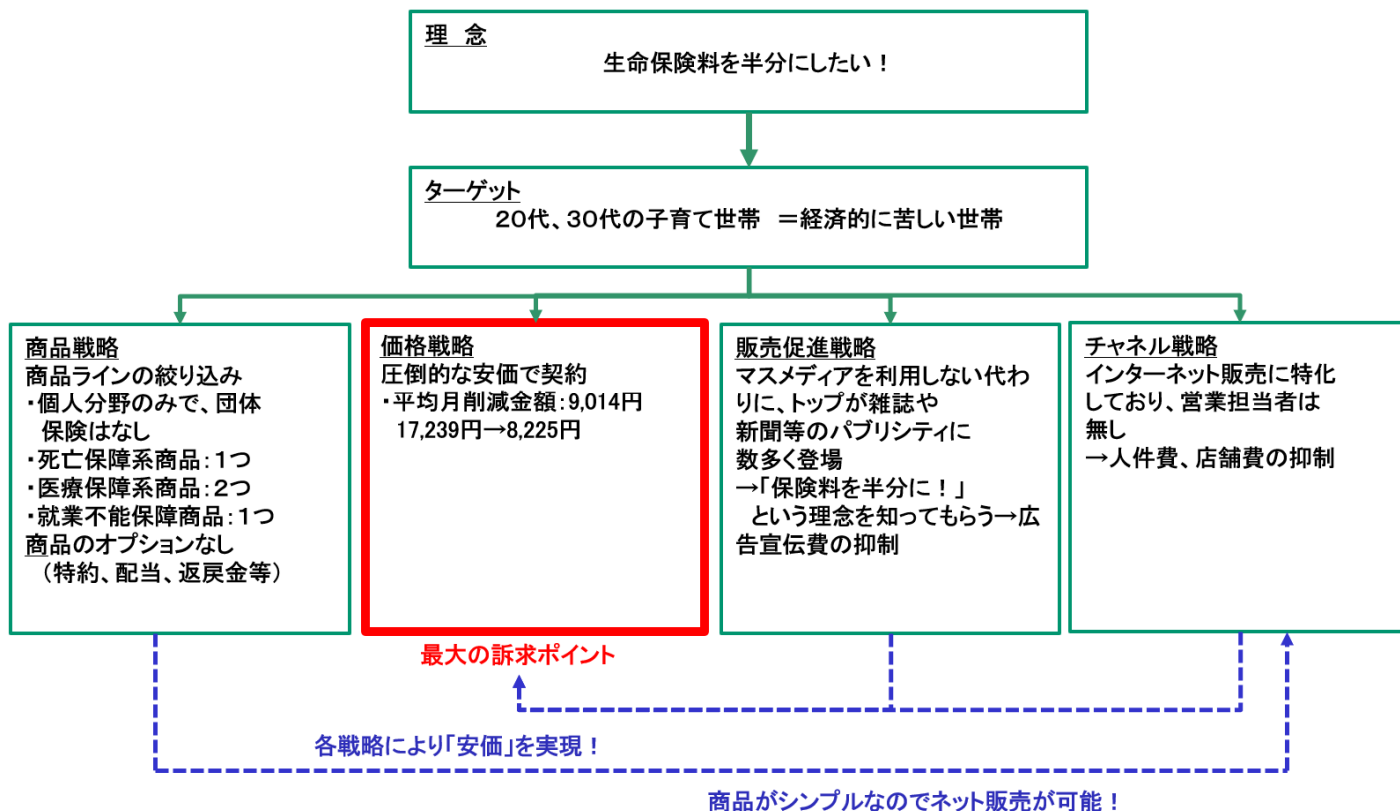 理　念
生命保険料を半分にしたい！
ターゲット
２０代、３０代の子育て世帯　＝経済的に苦しい世帯
商品戦略
商品ラインの絞り込み
・個人分野のみで、団体
保険はなし
・死亡保障系商品：１つ
・医療保障系商品：２つ
・就業不能保障商品：１つ
商品のオプションなし
（特約、配当、返戻金等）
価格戦略
圧倒的な安価で契約
・平均月削減金額：9,014円
17,239円→8,225円
販売促進戦略
マスメディアを利用しない代わ
りに、トップが雑誌や
新聞等のパブリシティに
数多く登場
→「保険料を半分に！」
という理念を知ってもらう→広
告宣伝費の抑制
チャネル戦略
インターネット販売に特化
しており、営業担当者は
無し
→人件費、店舗費の抑制
最大の訴求ポイント
各戦略により「安価」を実現！
商品がシンプルなのでネット販売が可能！